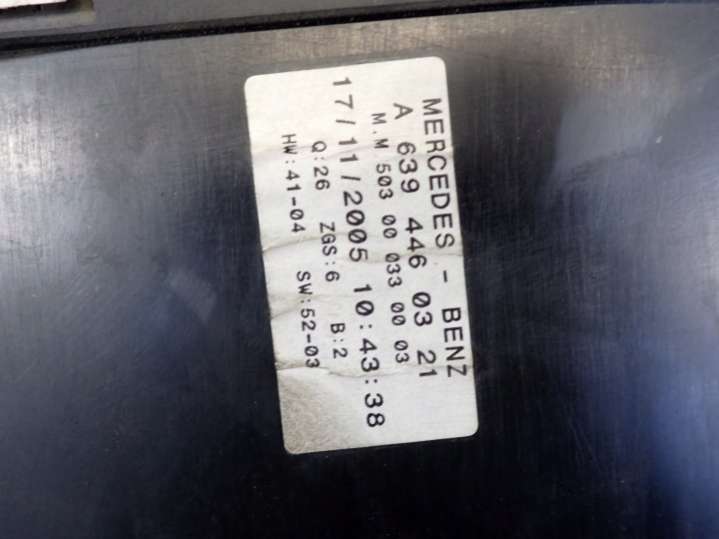 MERCEDES - BENZ
A 639 446 03 21
M.M 503 00 033 00 03
17/11/2005 10:43:38
Q:26 ZGS:6 B:2
HW:41-04 SW:52-03